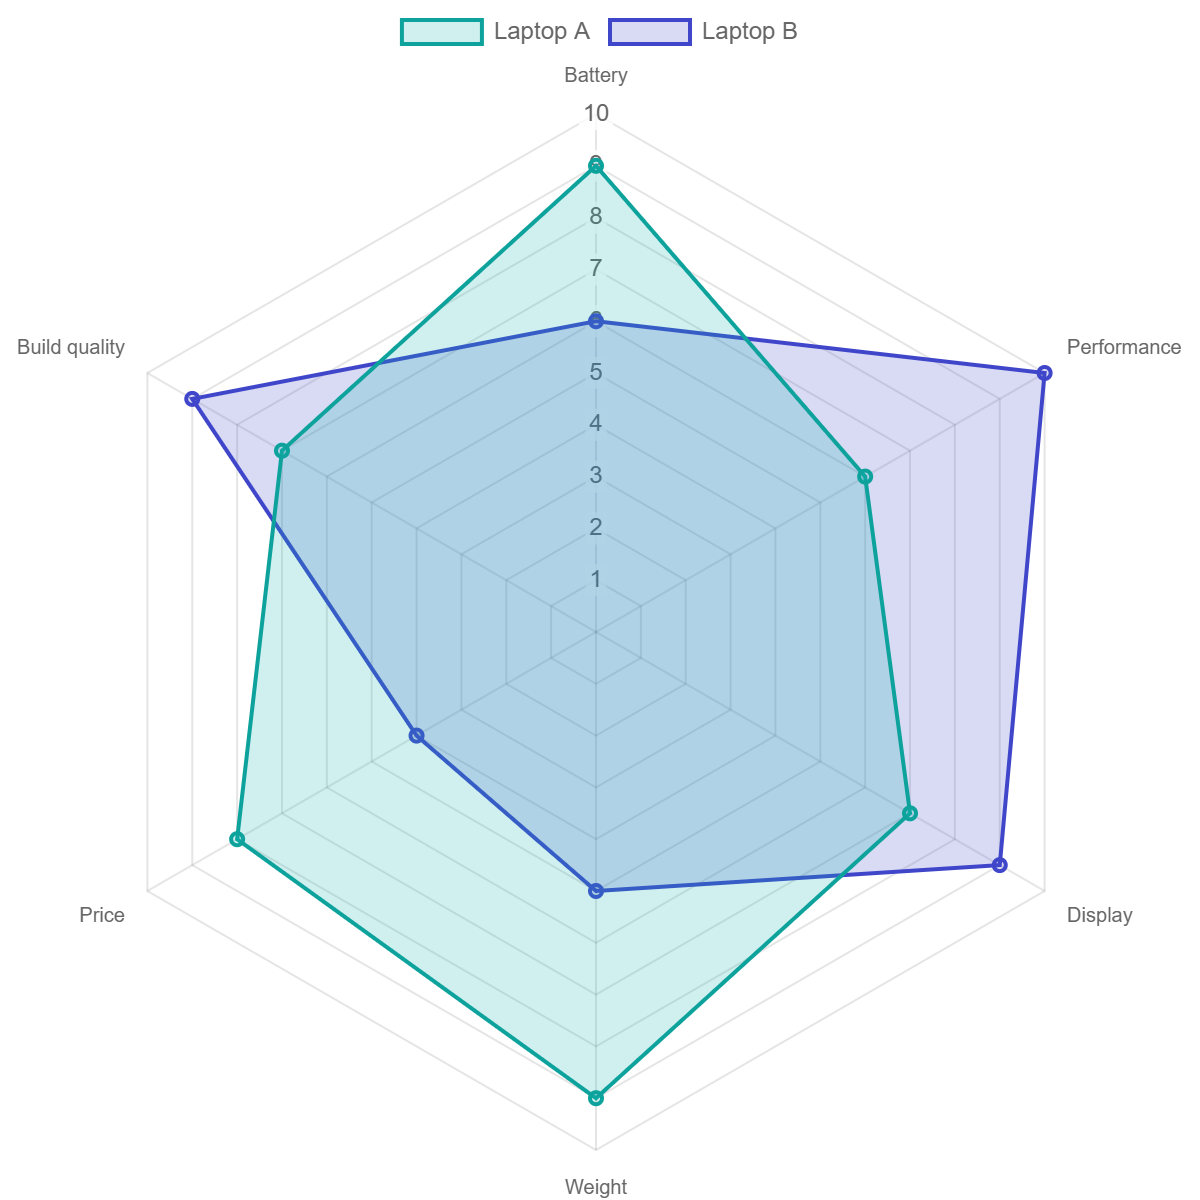 Laptop A Laptop B
Battery
10
8
7
5
4
3
2
1
Performance
Display
Weight
Price
Build quality